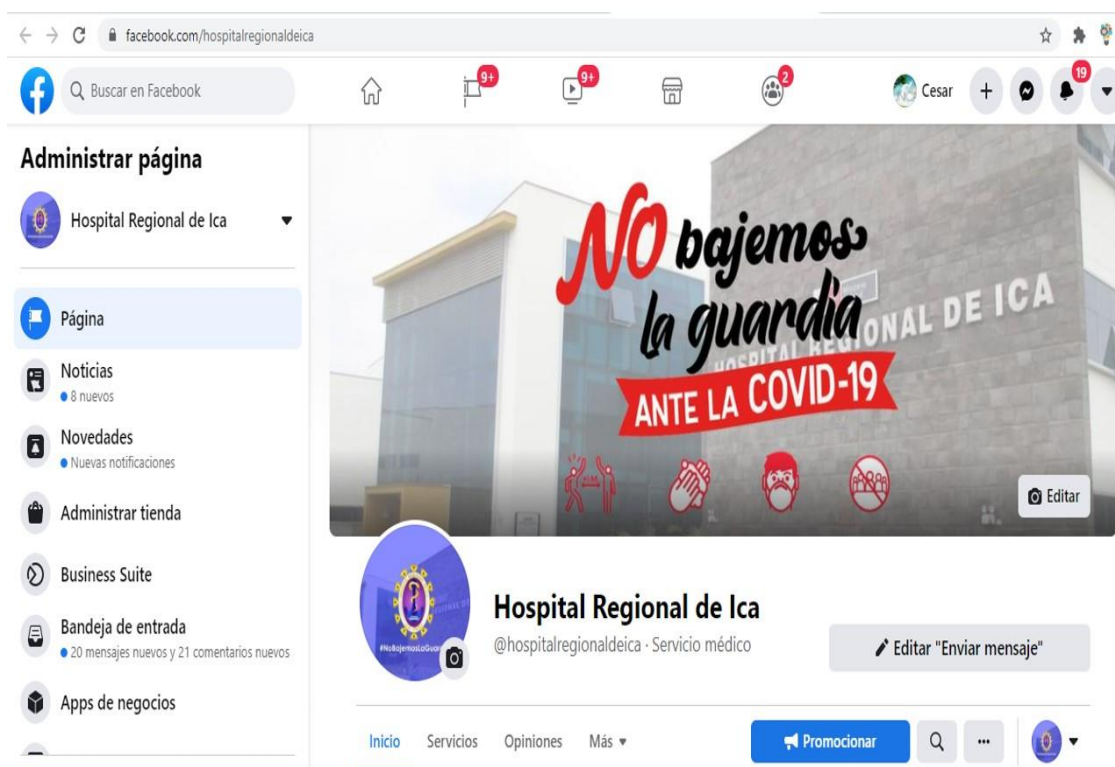 facebook.com/hospitalregionaldeica
Buscar en Facebook
9+
9+
2
Cesar
19
Administrar página
Hospital Regional de Ica
Página
Noticias
8 nuevos
Novedades
Nuevas notificaciones
Administrar tienda
Business Suite
Bandeja de entrada
20 mensajes nuevos y 21 comentarios nuevos
Apps de negocios
NO bajemos
la guardia
HOSPITAL REGIONAL DE ICA
ANTE LA COVID-19
Editar
#NoBajemosLaGuardia
Hospital Regional de Ica
@hospitalregionaldeica · Servicio médico
Editar "Enviar mensaje"
Inicio
Servicios
Opiniones
Más
Promocionar